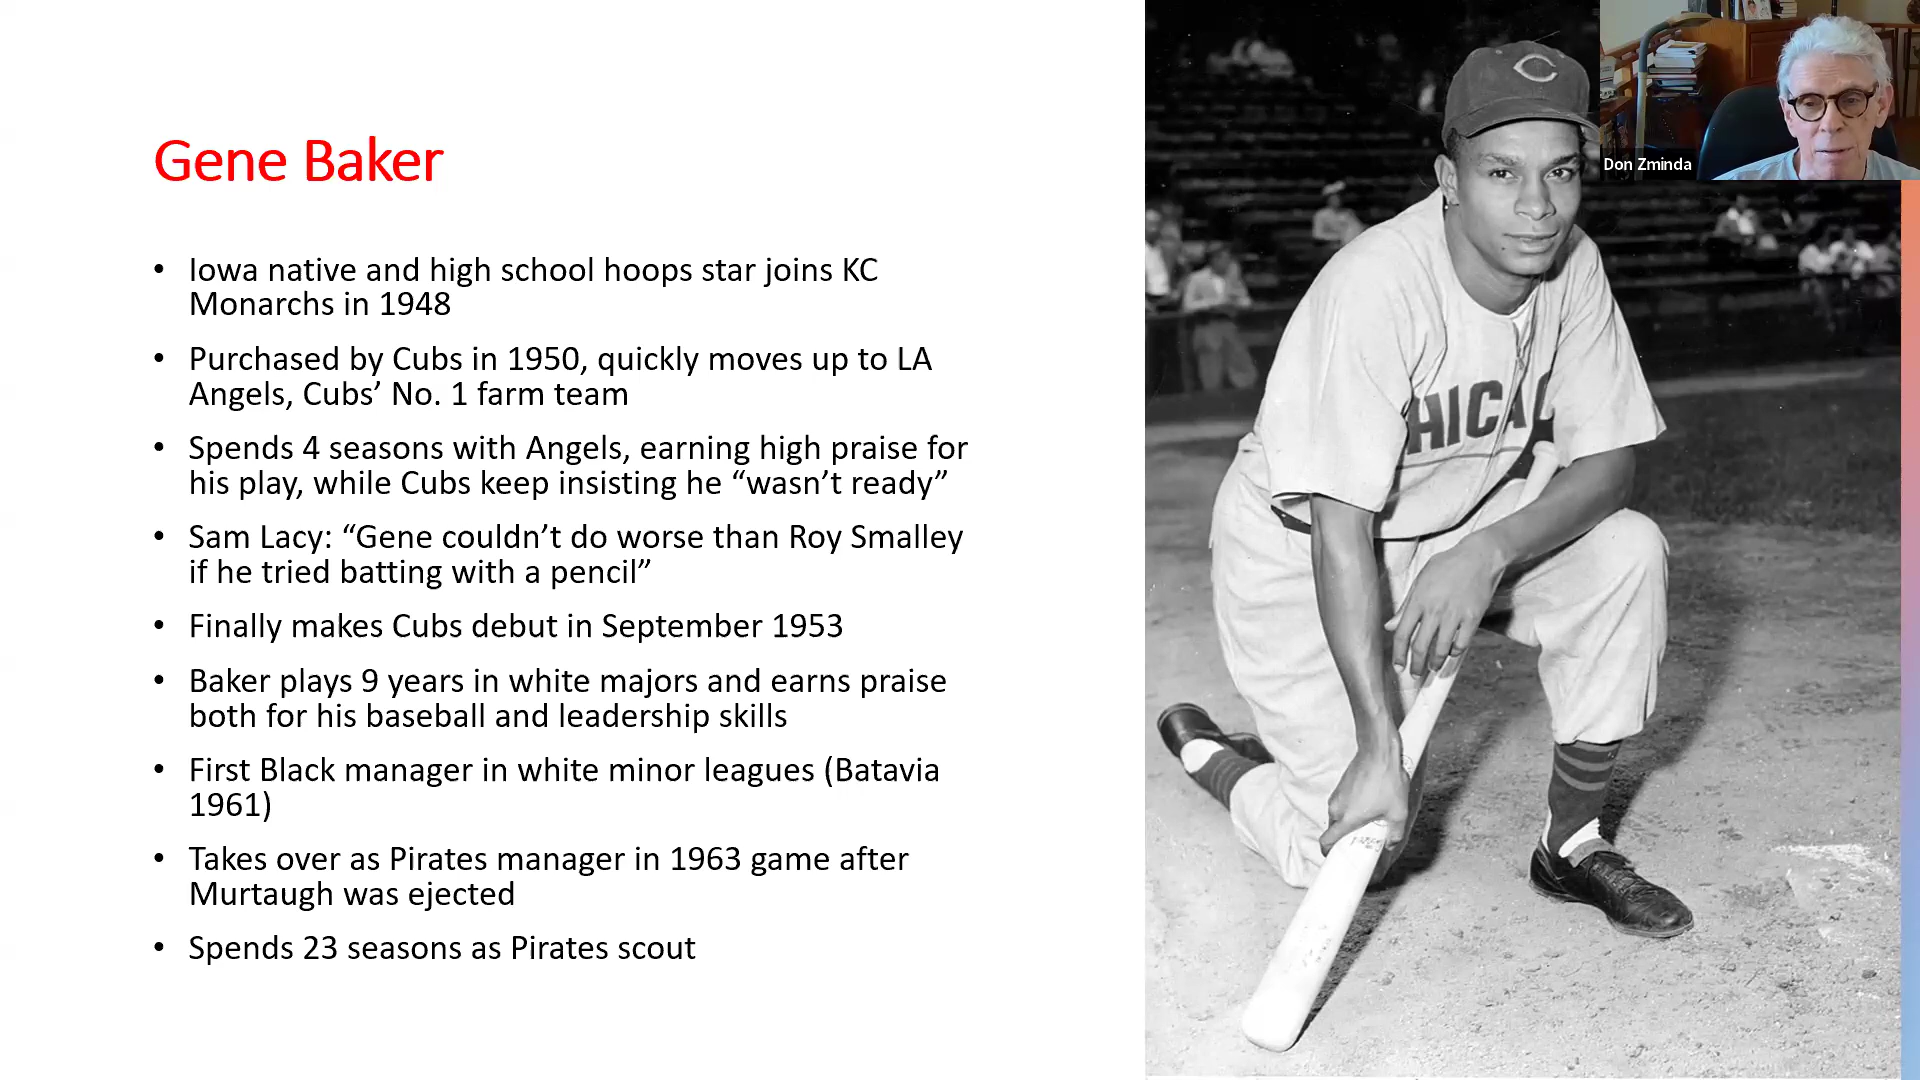 Gene Baker
• Iowa native and high school hoops star joins KC
Monarchs in 1948
• Purchased by Cubs in 1950, quickly moves up to LA
Angels, Cubs’ No. 1 farm team
• Spends 4 seasons with Angels, earning high praise for
his play, while Cubs keep insisting he “wasn’t ready”
• Sam Lacy: “Gene couldn’t do worse than Roy Smalley
if he tried batting with a pencil”
• Finally makes Cubs debut in September 1953
• Baker plays 9 years in white majors and earns praise
both for his baseball and leadership skills
• First Black manager in white minor leagues (Batavia
1961)
• Takes over as Pirates manager in 1963 game after
Murtaugh was ejected
• Spends 23 seasons as Pirates scout
C
HICAG
Don Zminda